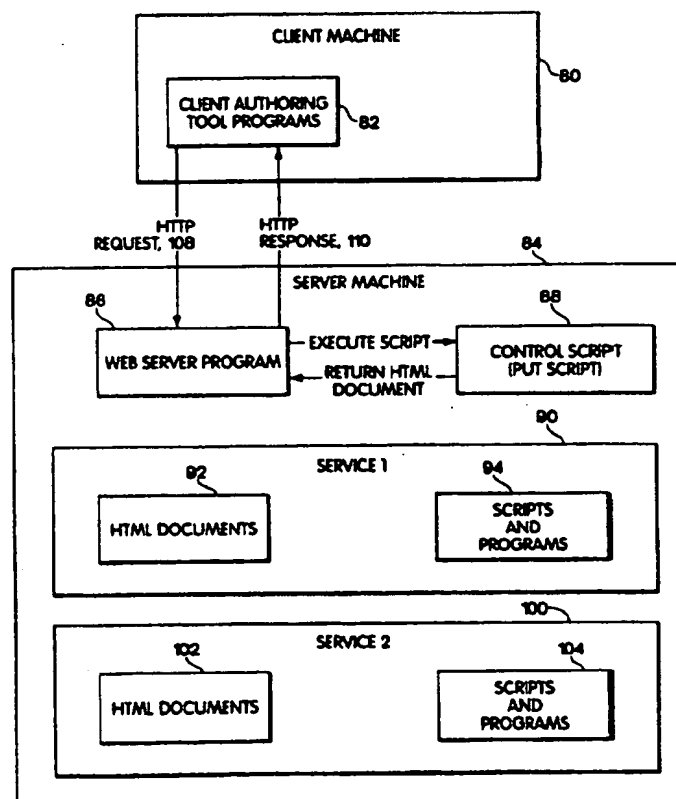 CLIENT MACHINE
80
CLIENT AUTHORING
TOOL PROGRAMS
82
HTTP
REQUEST, 108
HTTP
RESPONSE, 110
84
SERVER MACHINE
86
WEB SERVER PROGRAM
EXECUTE SCRIPT
RETURN HTML
DOCUMENT
88
CONTROL SCRIPT
(PUT SCRIPT)
90
SERVICE 1
92
HTML DOCUMENTS
94
SCRIPTS
AND
PROGRAMS
100
SERVICE 2
102
HTML DOCUMENTS
104
SCRIPTS
AND
PROGRAMS